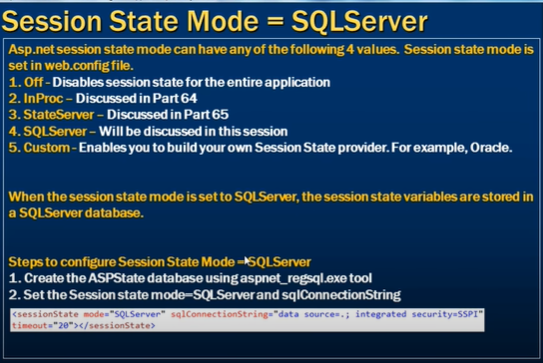 Session State Mode = SQLServer
Asp.net session state mode can have any of the following 4 values. Session state mode is
set in web.config file.
1. Off - Disables session state for the entire application
2. InProc – Discussed in Part 64
3. StateServer – Discussed in Part 65
4. SQLServer – Will be discussed in this session
5. Custom - Enables you to build your own Session State provider. For example, Oracle.
When the session state mode is set to SQLServer, the session state variables are stored in
a SQLServer database.
Steps to configure Session State Mode =SQLServer
1. Create the ASPState database using aspnet_regsql.exe tool
2. Set the Session state mode=SQLServer and sqlConnectionString
<sessionState mode="SQLServer" sqlConnectionString="data source=.; integrated security=SSPI"
timeout="20"></sessionState>